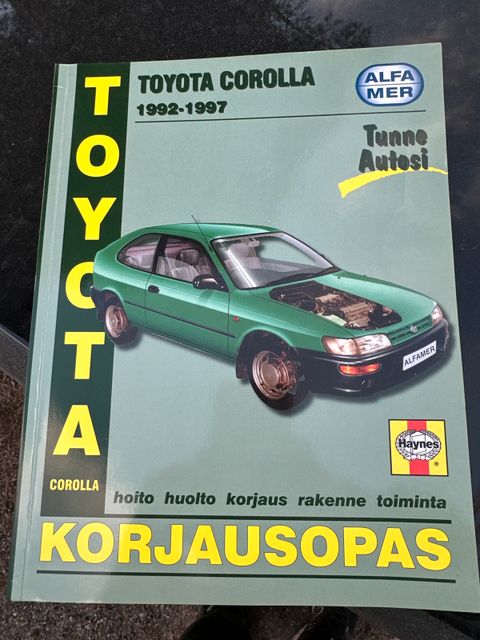 TOYOTA COROLLA
1992-1997
ALFA
MER
Tunne
Autosi
TOYOTA
COROLLA
ALFAMER
Haynes
®
hoito huolto korjaus rakenne toiminta
KORJAUSOPAS